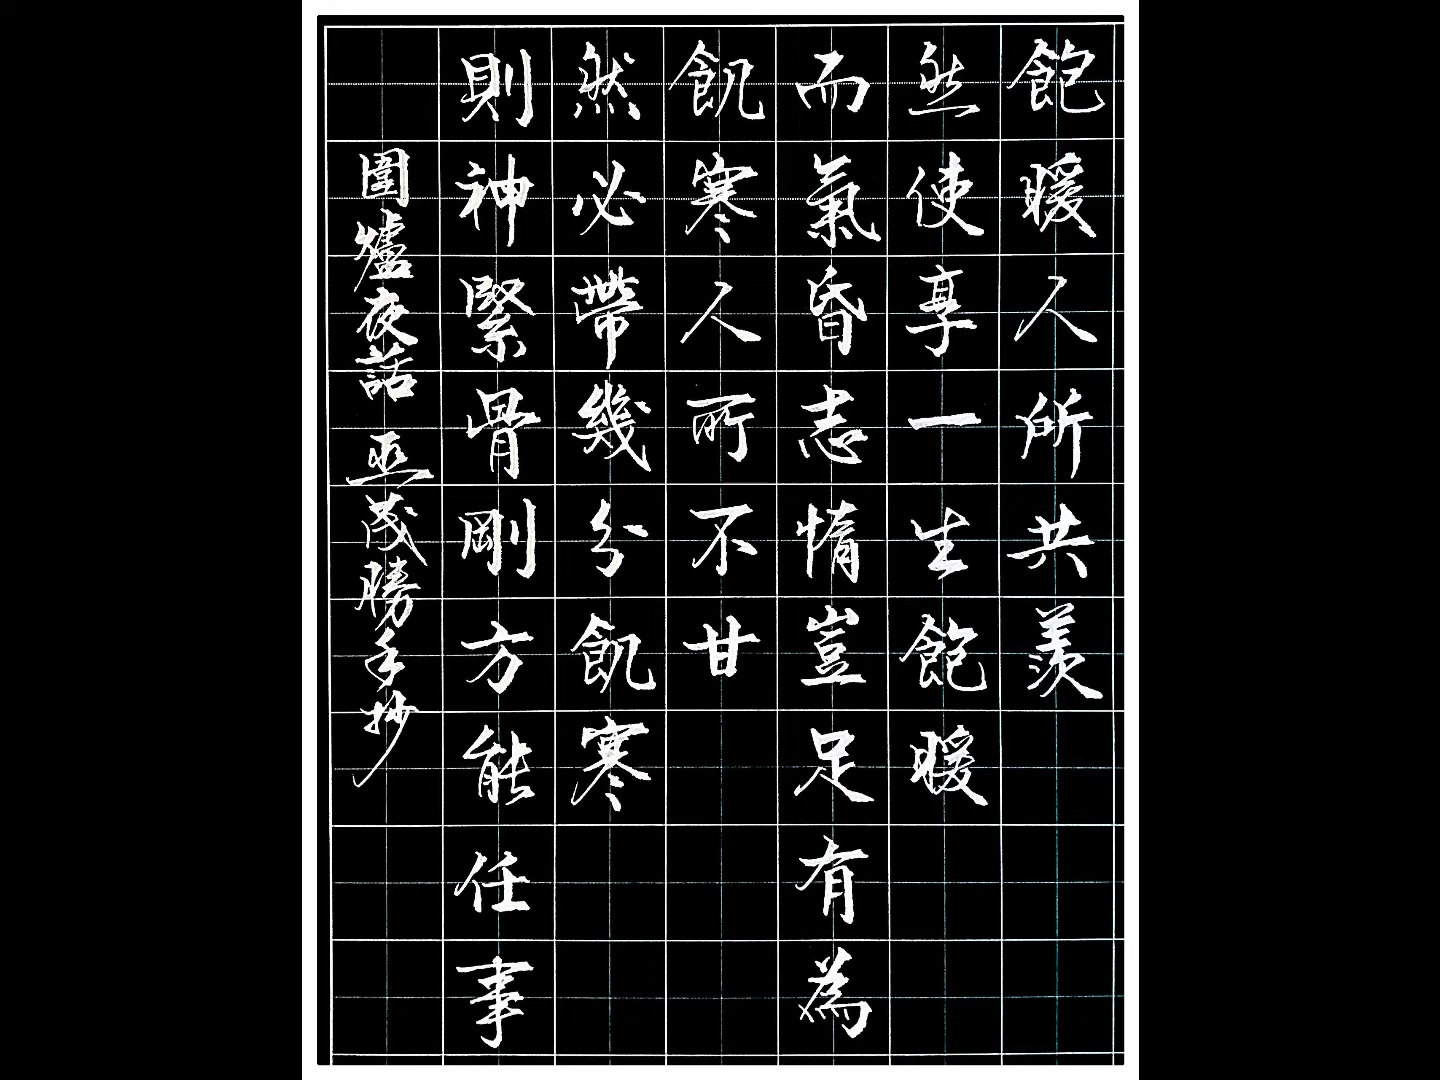 飽暖人所共羨
然使享一生飽暖
而氣昏志惰豈足有為
飢寒人所不甘
然必帶幾分飢寒
則神緊骨剛方能任事
圍爐夜話 茂勝手抄